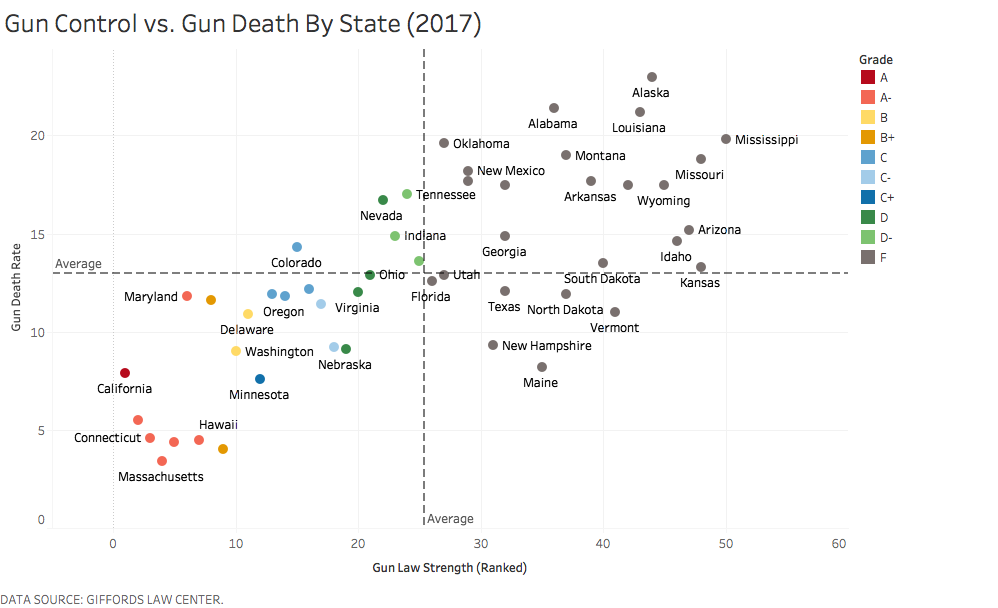 Gun Control vs. Gun Death By State (2017)
Grade
A
A-
B
B+
C
C-
C+
D
D-
F
Alaska
Alabama
Louisiana
20
Oklahoma
Mississippi
Montana
New Mexico
Missouri
Tennessee
Arkansas
Wyoming
Nevada
15
Indiana
Arizona
Georgia
Colorado
Idaho
Average
Ohio
Utah
South Dakota
Kansas
Gun Death Rate
Maryland
Florida
Oregon
Virginia
Texas
North Dakota
Delaware
Vermont
10
Washington
New Hampshire
Nebraska
California
Maine
Minnesota
5
Hawaii
Connecticut
Massachusetts
0
Average
0 10 20 30 40 50 60
Gun Law Strength (Ranked)
DATA SOURCE: GIFFORDS LAW CENTER.